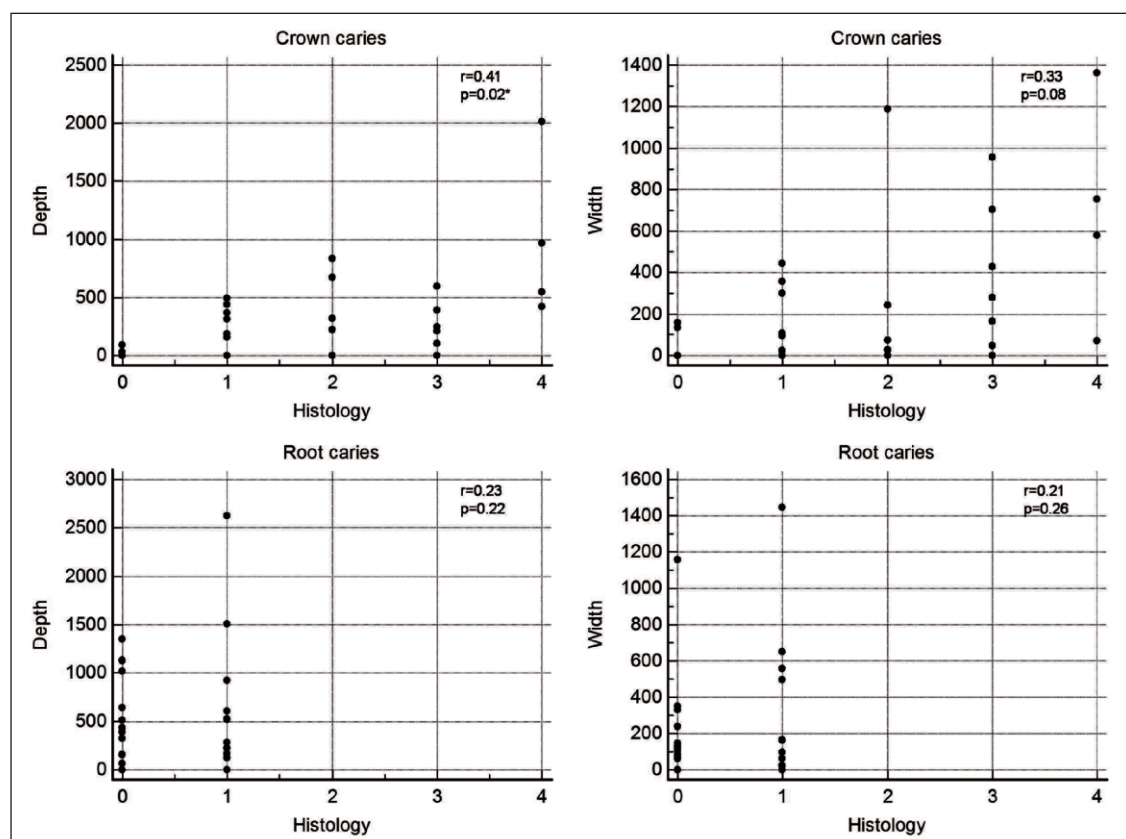 Crown caries
r=0.41
p=0.02*
Depth
2500
2000
1500
1000
500
0
0 1 2 3 4
Histology
Crown caries
r=0.33
p=0.08
Width
1400
1200
1000
800
600
400
200
0
0 1 2 3 4
Histology
Root caries
r=0.23
p=0.22
Depth
3000
2500
2000
1500
1000
500
0
0 1 2 3 4
Histology
Root caries
r=0.21
p=0.26
Width
1600
1400
1200
1000
800
600
400
200
0
0 1 2 3 4
Histology